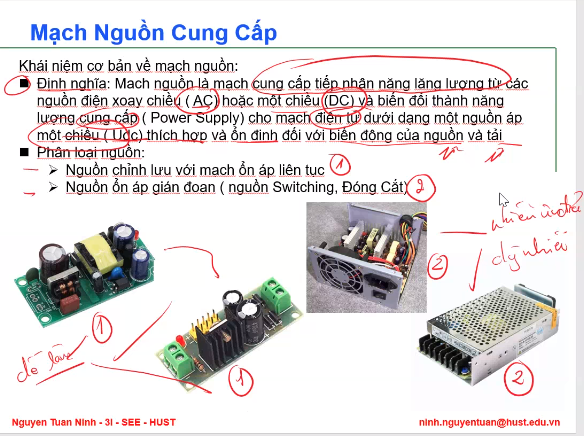 Mạch Nguồn Cung Cấp
Khái niệm cơ bản về mạch nguồn:
Định nghĩa: Mach nguồn là mạch cung cấp tiếp nhận năng lăng lượng từ các
nguồn điện xoay chiều ( AC) hoặc một chiều (DC) và biến đổi thành năng
lượng cung cấp ( Power Supply) cho mạch điện tử dưới dạng một nguồn áp
một chiều ( Udc) thích hợp và ổn định đối với biến động của nguồn và tải
Phân loại nguồn:
Nguồn chỉnh lưu với mạch ổn áp liên tục 1
Nguồn ổn áp gián đoạn ( nguồn Switching, Đóng Cắt) 2
2
1
dễ làm
1
2
Nguyen Tuan Ninh - 3I - SEE - HUST
ninh.nguyentuan@hust.edu.vn